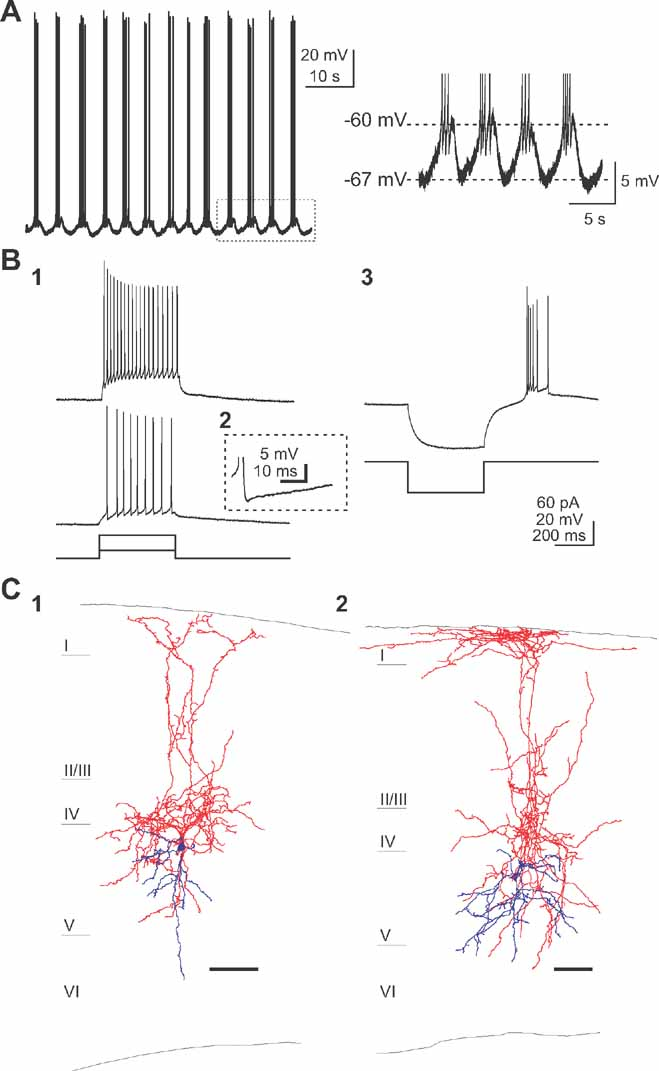 A
20 mV
10 s
-60 mV
-67 mV
5 mV
5 s
B
1
3
2
5 mV
10 ms
60 pA
20 mV
200 ms
C
1
2
I
II/III
IV
V
VI
I
II/III
IV
V
VI